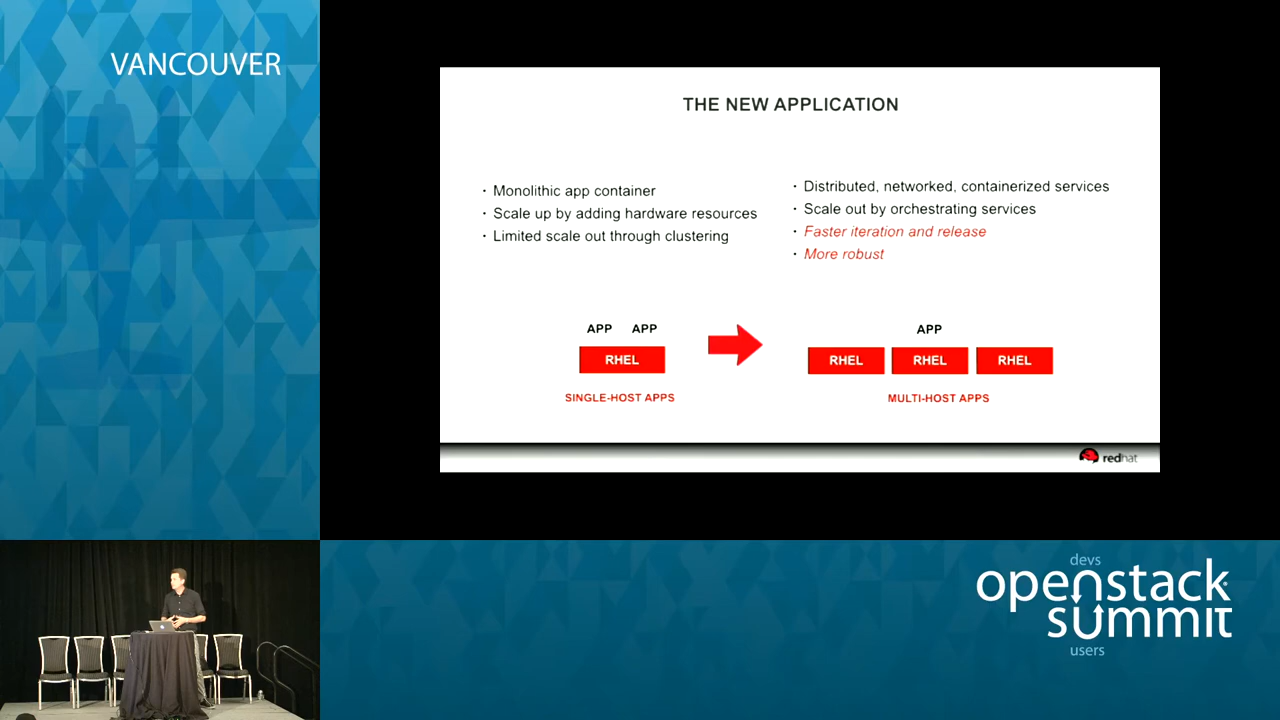 VANCOUVER
THE NEW APPLICATION
· Monolithic app container
· Scale up by adding hardware resources
· Limited scale out through clustering
· Distributed, networked, containerized services
· Scale out by orchestrating services
· Faster iteration and release
· More robust
APP APP
RHEL
SINGLE-HOST APPS
APP
RHEL RHEL RHEL
MULTI-HOST APPS
redhat
devs
openstack
summit
users